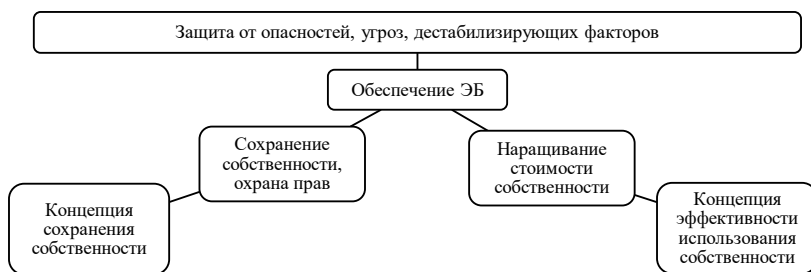 Защита от опасностей, угроз, дестабилизирующих факторов
Обеспечение ЭБ
Сохранение
собственности,
охрана прав
Наращивание
стоимости
собственности
Концепция
сохранения
собственности
Концепция
эффективности
использования
собственности